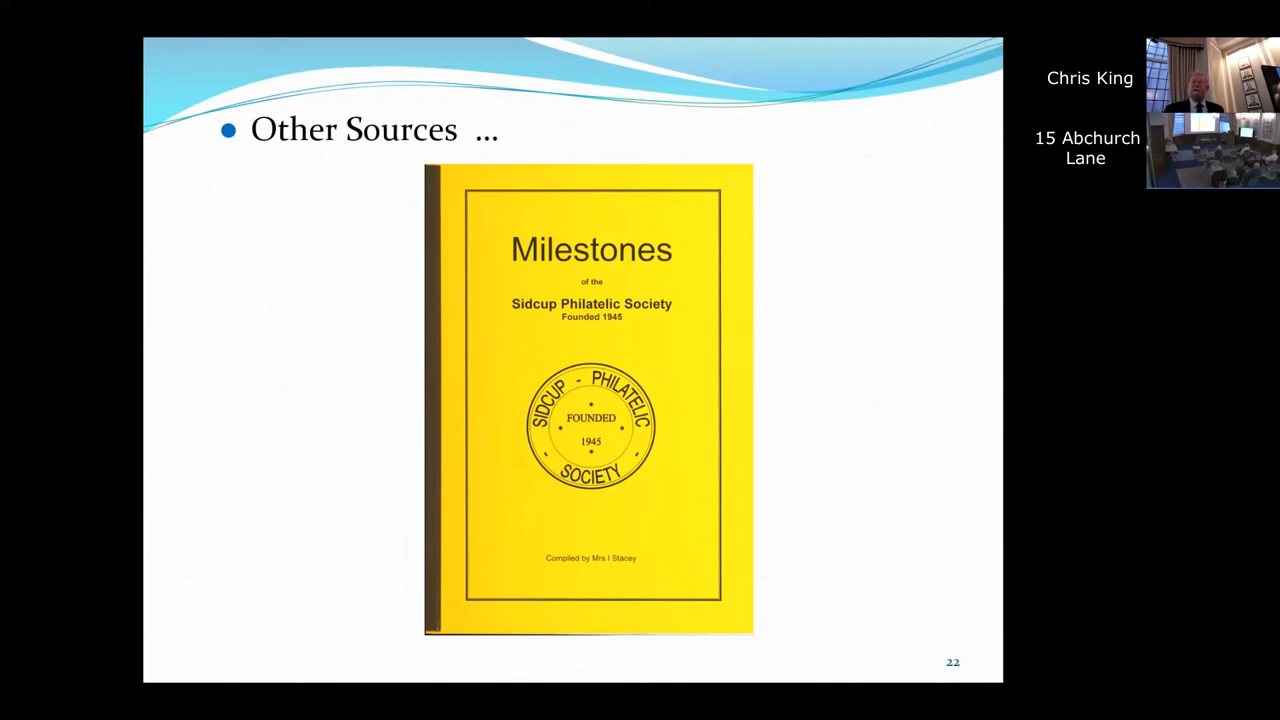 Other Sources ...
Milestones
of the
Sidcup Philatelic Society
Founded 1945
SIDCUP - PHILATELIC - SOCIETY -
FOUNDED
1945
Compiled by Mrs I Stacey
22
Chris King
15 Abchurch
Lane